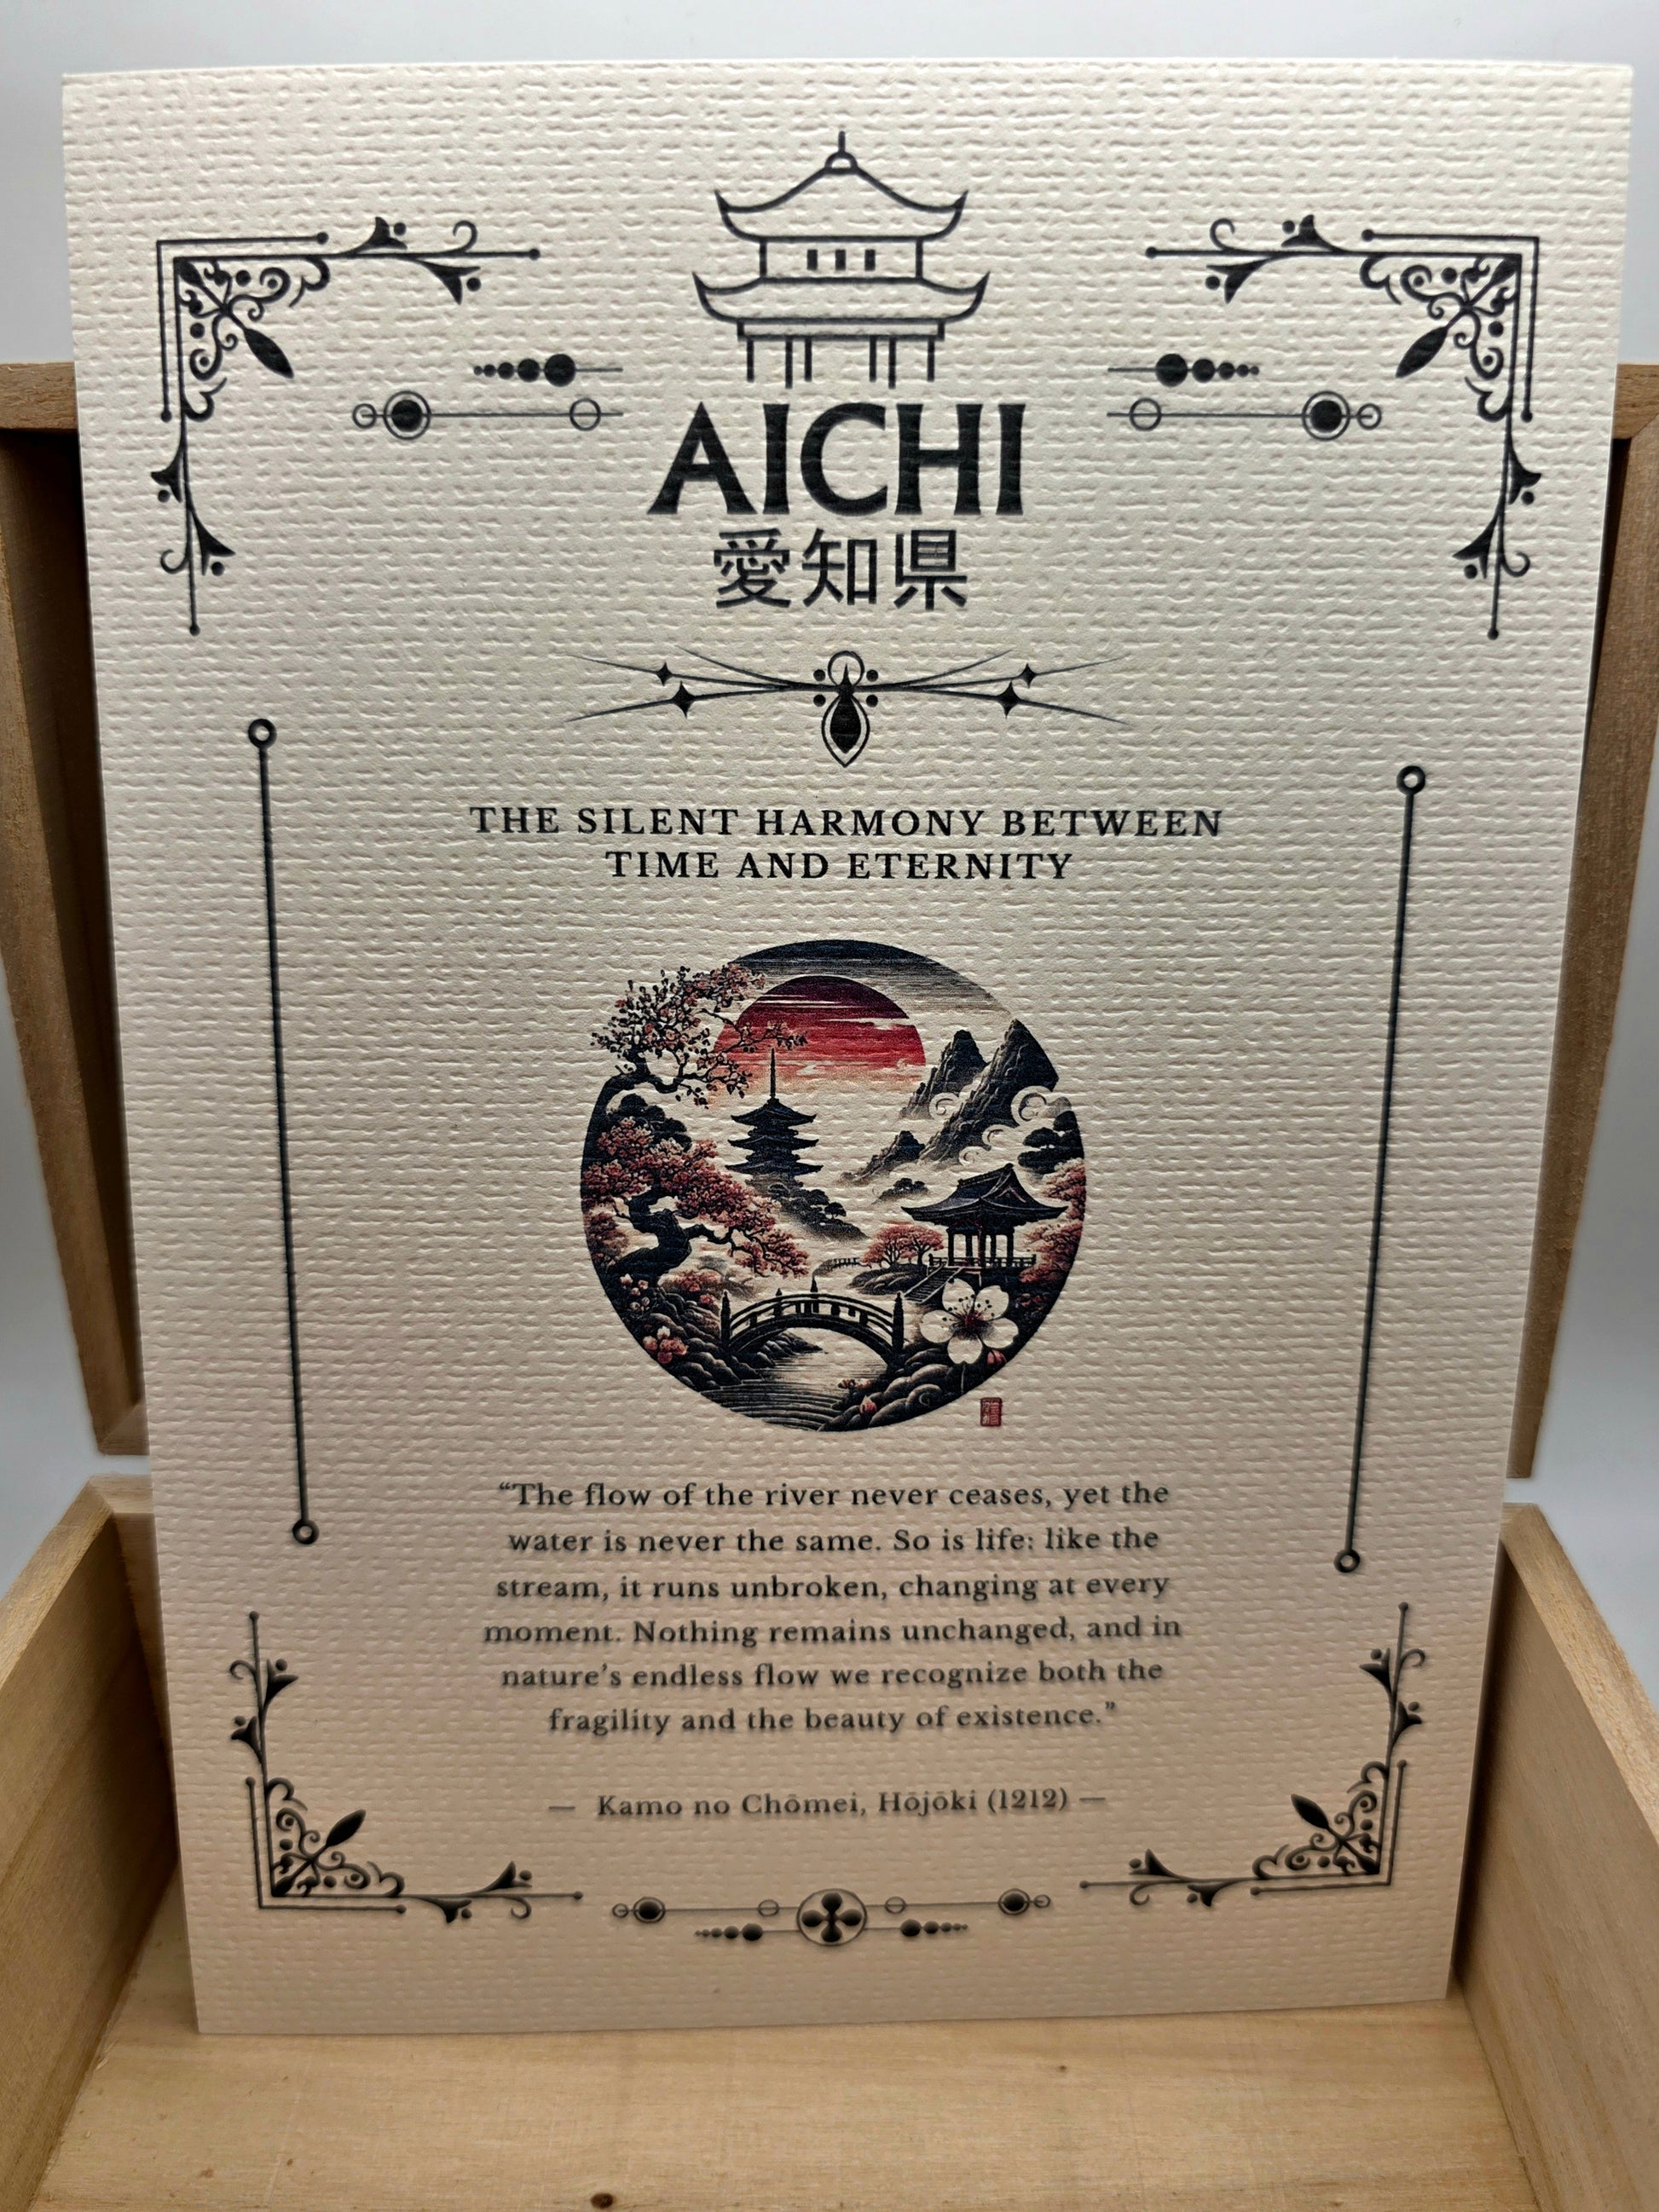 AICHI
愛知県
THE SILENT HARMONY BETWEEN
TIME AND ETERNITY
“The flow of the river never ceases, yet the
water is never the same. So is life: like the
stream, it runs unbroken, changing at every
moment. Nothing remains unchanged, and in
nature’s endless flow we recognize both the
fragility and the beauty of existence.”
— Kamo no Chōmei, Hōjōki (1212) —